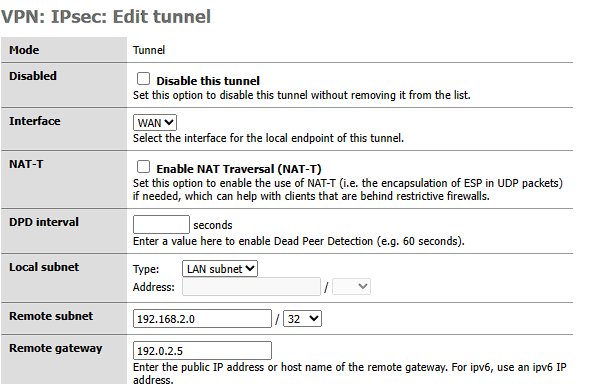 VPN: IPsec: Edit tunnel
Mode Tunnel
Disabled Disable this tunnel
Set this option to disable this tunnel without removing it from the list.
Interface WAN
Select the interface for the local endpoint of this tunnel.
NAT-T Enable NAT Traversal (NAT-T)
Set this option to enable the use of NAT-T (i.e. the encapsulation of ESP in UDP packets)
if needed, which can help with clients that are behind restrictive firewalls.
DPD interval seconds
Enter a value here to enable Dead Peer Detection (e.g. 60 seconds).
Local subnet Type: LAN subnet
Address: /
Remote subnet 192.168.2.0 / 32
Remote gateway 192.0.2.5
Enter the public IP address or host name of the remote gateway. For ipv6, use an ipv6 IP
address.